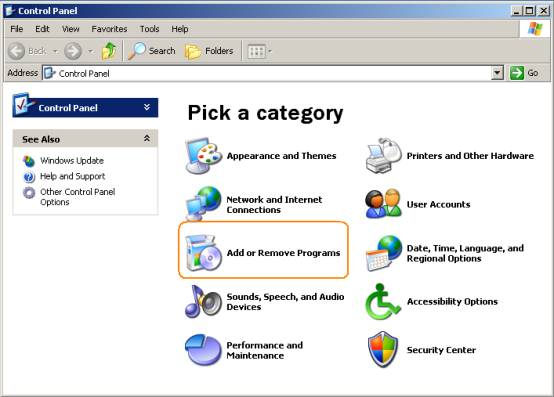 Control Panel
File Edit View Favorites Tools Help
Back Search Folders
Address Control Panel Go
Control Panel
See Also
Windows Update
Help and Support
Other Control Panel
Options
Pick a category
Appearance and Themes
Printers and Other Hardware
Network and Internet
Connections
User Accounts
Add or Remove Programs
Date, Time, Language, and
Regional Options
Sounds, Speech, and Audio
Devices
Accessibility Options
Performance and
Maintenance
Security Center